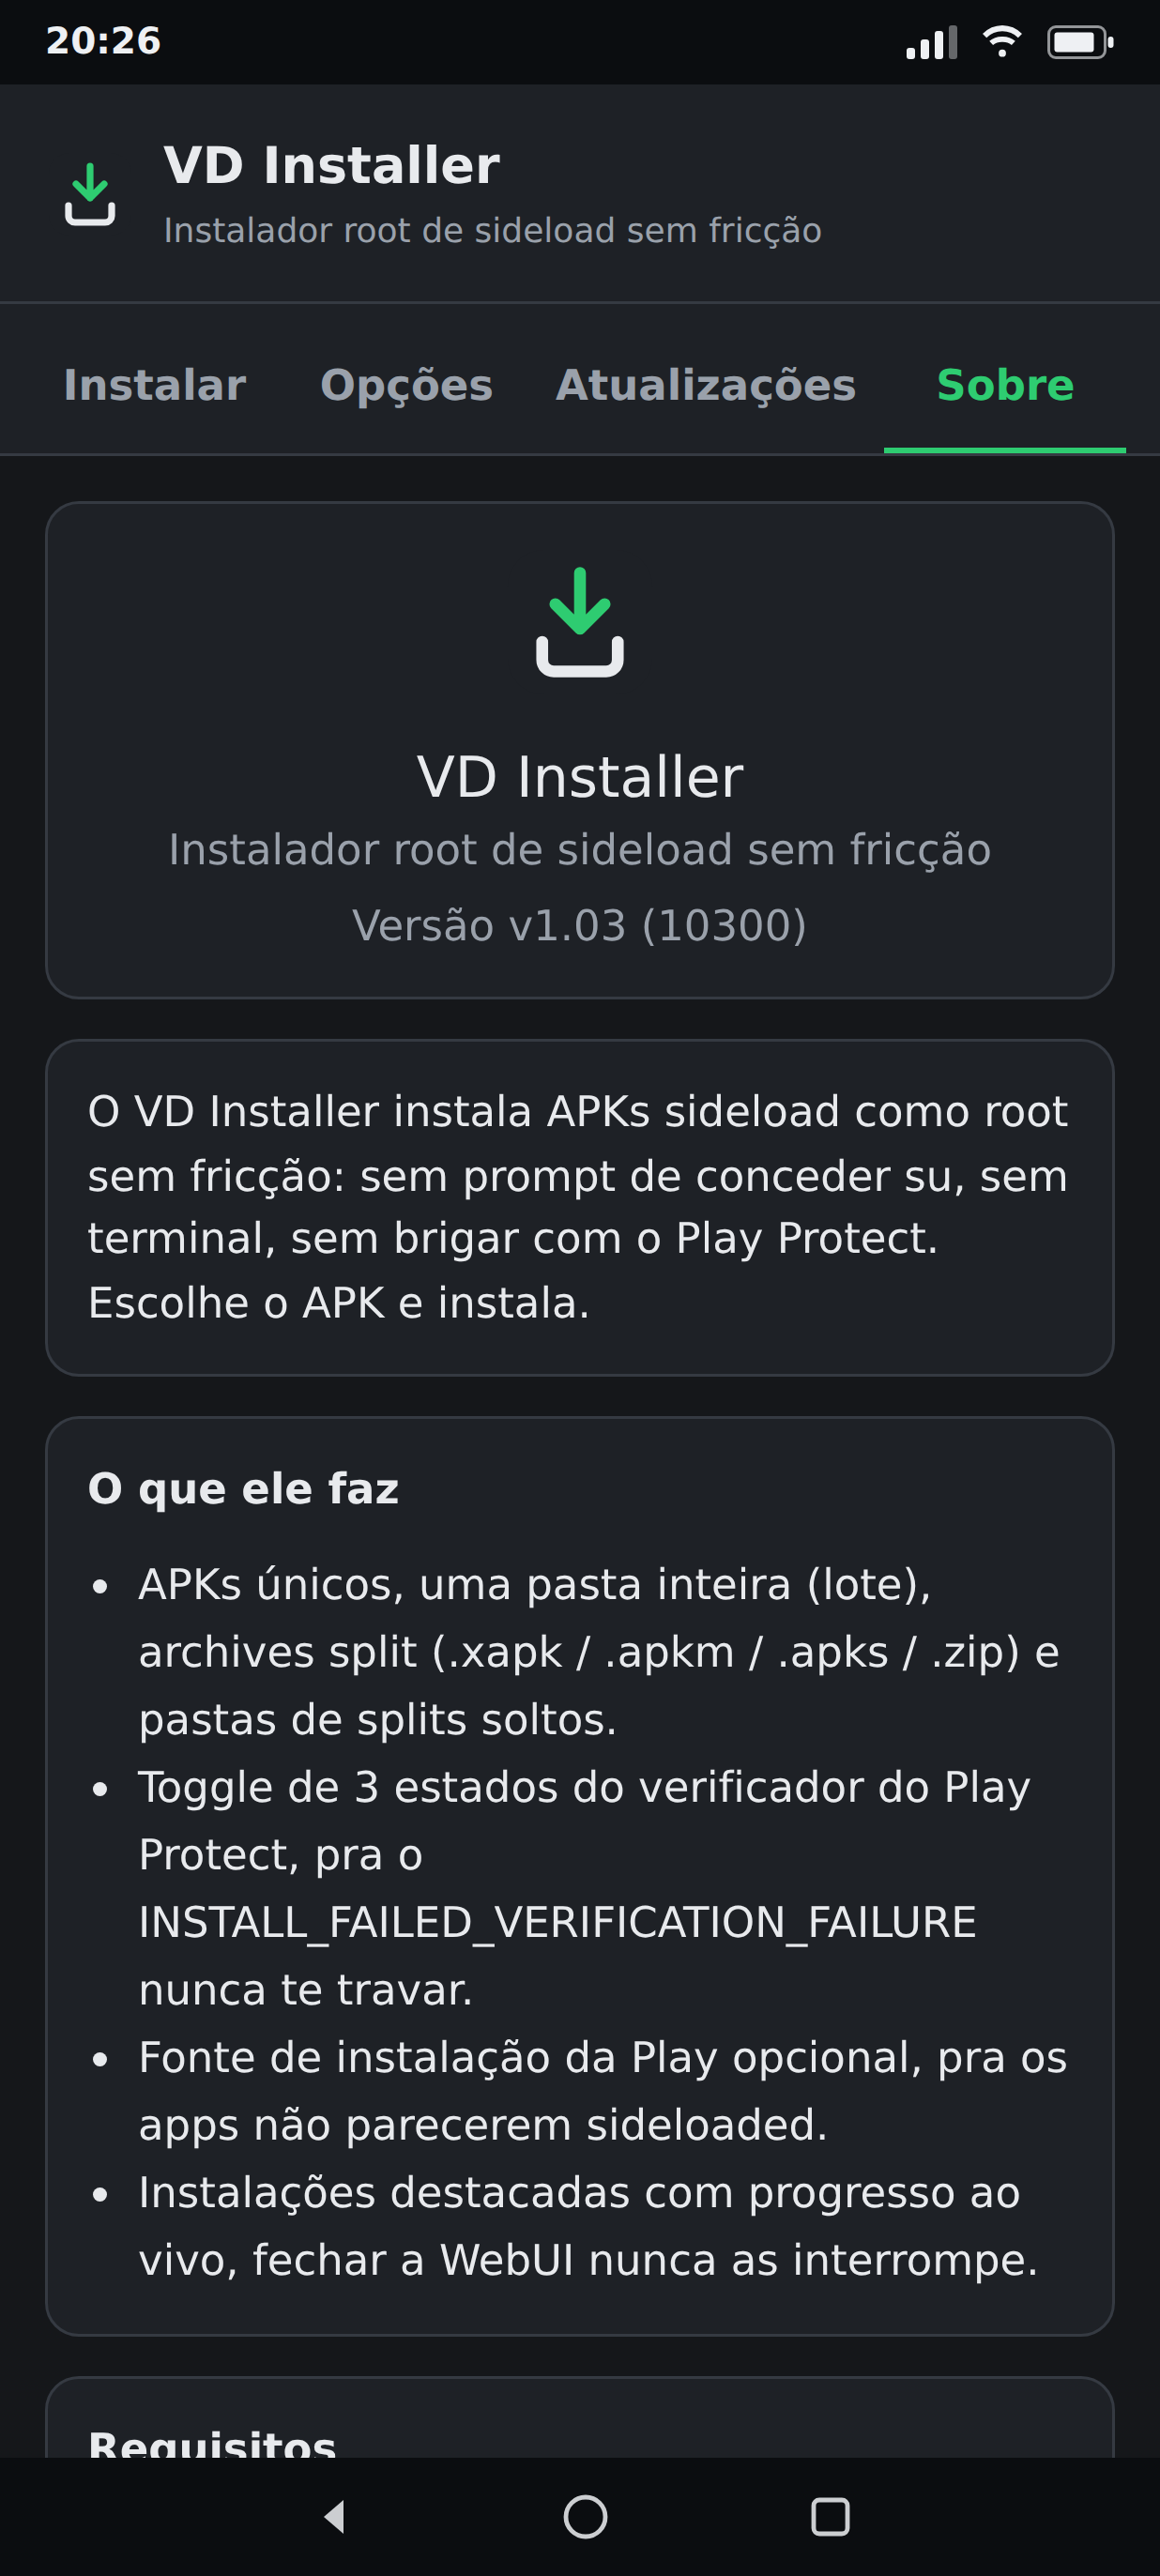 20:26
VD Installer
Instalador root de sideload sem fricção
Instalar
Opções
Atualizações
Sobre
VD Installer
Instalador root de sideload sem fricção
Versão v1.03 (10300)
O VD Installer instala APKs sideload como root
sem fricção: sem prompt de conceder su, sem
terminal, sem brigar com o Play Protect.
Escolhe o APK e instala.
O que ele faz
APKs únicos, uma pasta inteira (lote),
archives split (.xapk / .apkm / .apks / .zip) e
pastas de splits soltos.
Toggle de 3 estados do verificador do Play
Protect, pra o
INSTALL_FAILED_VERIFICATION_FAILURE
nunca te travar.
Fonte de instalação da Play opcional, pra os
apps não parecerem sideloaded.
Instalações destacadas com progresso ao
vivo, fechar a WebUI nunca as interrompe.
Requisitos